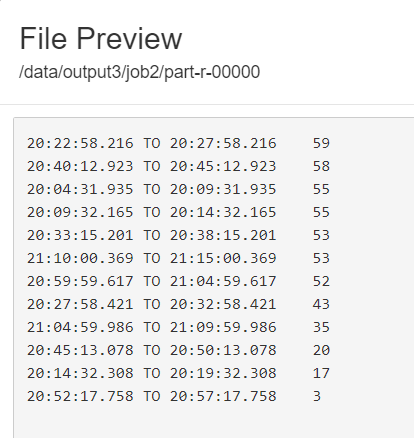 File Preview
/data/output3/job2/part-r-00000
20:22:58.216 TO 20:27:58.216 59
20:40:12.923 TO 20:45:12.923 58
20:04:31.935 TO 20:09:31.935 55
20:09:32.165 TO 20:14:32.165 55
20:33:15.201 TO 20:38:15.201 53
21:10:00.369 TO 21:15:00.369 53
20:59:59.617 TO 21:04:59.617 52
20:27:58.421 TO 20:32:58.421 43
21:04:59.986 TO 21:09:59.986 35
20:45:13.078 TO 20:50:13.078 20
20:14:32.308 TO 20:19:32.308 17
20:52:17.758 TO 20:57:17.758 3